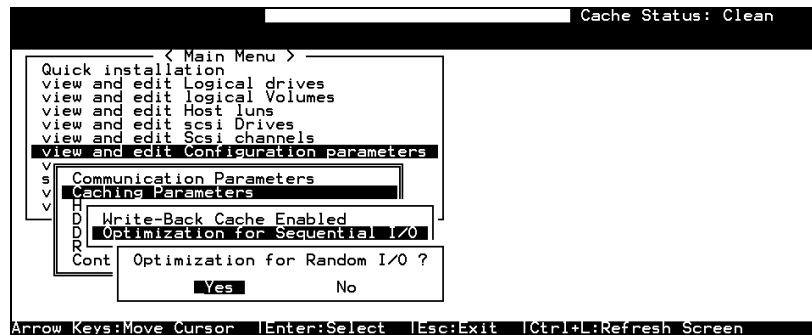 Cache Status: Clean
< Main Menu >
Quick installation
view and edit Logical drives
view and edit logical Volumes
view and edit Host luns
view and edit scsi Drives
view and edit Scsi channels
view and edit Configuration parameters
v
s Communication Parameters
v Caching Parameters
v H
D Write-Back Cache Enabled
D Optimization for Sequential I/O
R
Cont Optimization for Random I/O ?
Yes No
Arrow Keys:Move Cursor |Enter:Select |Esc:Exit |Ctrl+L:Refresh Screen